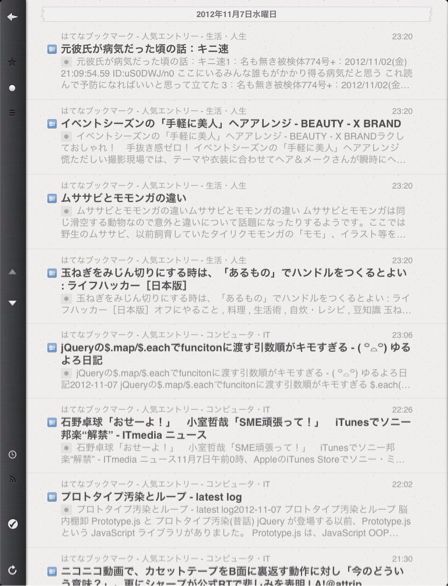 2012年11月7日水曜日
はてなブックマーク - 人気エントリー - 生活・人生 23:20
元彼氏が病気だった頃の話：キニ速
元彼氏が病気だった頃の話：キニ速1：名も無き被検体774号+：2012/11/02(金)
21:09:54.59 ID:uS0DWJ/n0 ここにいるみんな誰もがかかり得る病気だと思う これ読
んで予防になればいいと思って立てた 3：名も無き被検体774号+：2012/11/02(金)…
はてなブックマーク - 人気エントリー - 生活・人生 23:20
イベントシーズンの「手軽に美人」ヘアアレンジ - BEAUTY - X BRAND
イベントシーズンの「手軽に美人」ヘアアレンジ - BEAUTY - X BRANDラクし
ておしゃれ！　手抜き感ゼロ！ イベントシーズンの「手軽に美人」ヘアアレンジ
慌ただしい撮影現場では、テーマや衣装に合わせてヘア＆メークさんが瞬時にヘ…
はてなブックマーク - 人気エントリー - 生活・人生 23:20
ムササビとモモンガの違い
ムササビとモモンガの違いムササビとモモンガの違い ムササビとモモンガは同
じ滑空する動物なので意外と違いについて話題になったりするようです。ここでは
野生のムササビ、以前飼育していたタイリクモモンガの「モモ」、イラスト等を…
はてなブックマーク - 人気エントリー - 生活・人生 23:20
玉ねぎをみじん切りにする時は、「あるもの」でハンドルをつくるとよい
: ライフハッカー［日本版］
玉ねぎをみじん切りにする時は、「あるもの」でハンドルをつくるとよい : ライ
フハッカー［日本版］オフにやること , 料理 , 生活術 , 自炊・レシピ , 豆知識 玉ね…
はてなブックマーク - 人気エントリー - コンピュータ・IT 23:06
jQueryの$.map/$.eachでfuncitonに渡す引数順がキモすぎる - ( ꒪⌓꒪) ゆる
よろ日記
jQueryの$.map/$.eachでfuncitonに渡す引数順がキモすぎる - ( ꒪⌓꒪) ゆるよろ日
記2012-11-07 jQueryの$.map/$.eachでfuncitonに渡す引数順がキモすぎる $.each(…
はてなブックマーク - 人気エントリー - コンピュータ・IT 22:26
石野卓球「おせーよ！」　小室哲哉「SME頑張って！」　iTunesでソニー
邦楽“解禁” - ITmedia ニュース
石野卓球「おせーよ！」　小室哲哉「SME頑張って！」　iTunesでソニー邦
楽“解禁” - ITmedia ニュース11月7日午前0時、AppleのiTunes Storeでソニー・ミ…
はてなブックマーク - 人気エントリー - コンピュータ・IT 22:02
プロトタイプ汚染とループ - latest log
プロトタイプ汚染とループ - latest log2012-11-07 プロトタイプ汚染とループ 脳
内棚卸 Prototype.js と プロトタイプ汚染(昔話) jQuery が登場する以前、Prototype.js
という JavaScript ライブラリがありました。 Prototype.js は、JavaScript OOP…
はてなブックマーク - 人気エントリー - コンピュータ・IT 21:30
ニコニコ動画で、カセットテープをB面に裏返す動作に対し「今のどうい
う意味？」、更にシャープが公式RTで悲しみを表明